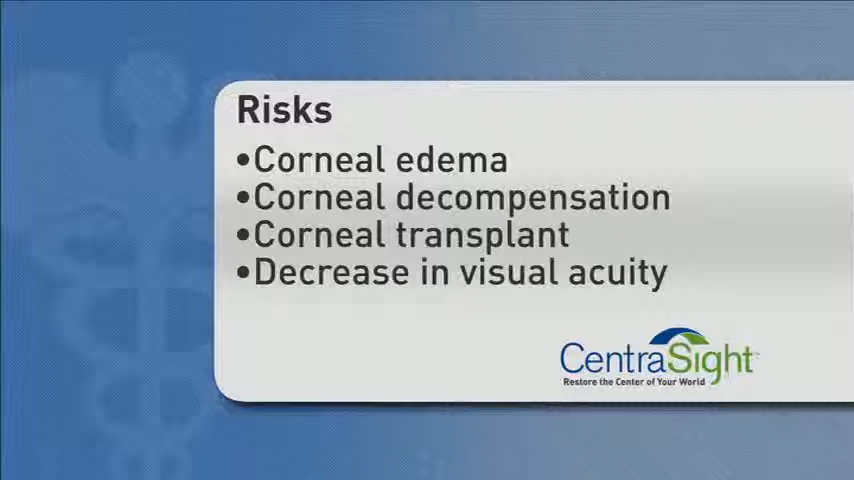 Risks
•Corneal edema
•Corneal decompensation
•Corneal transplant
•Decrease in visual acuity
CentraSight
Restore the Center of Your World